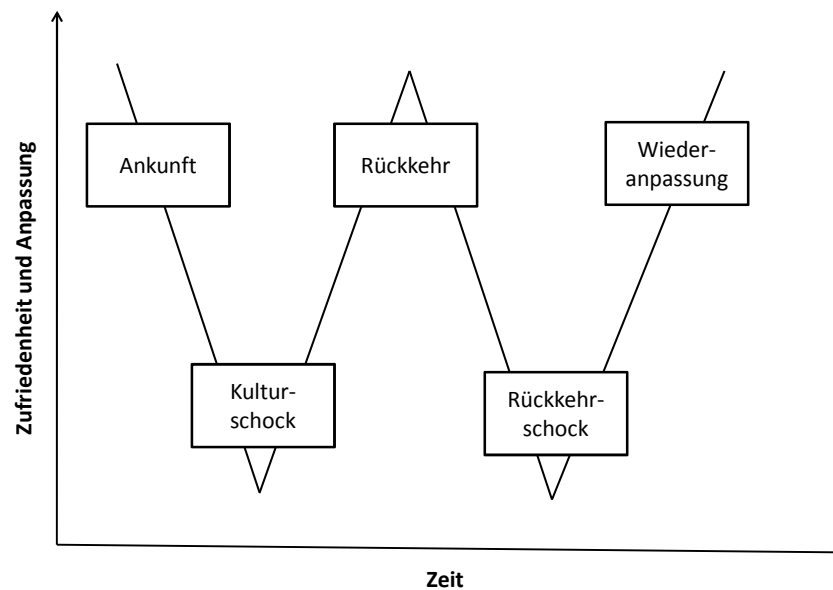 Zufriedenheit und Anpassung
Ankunft
Rückkehr
Wieder-
anpassung
Kultur-
schock
Rückkehr-
schock
Zeit